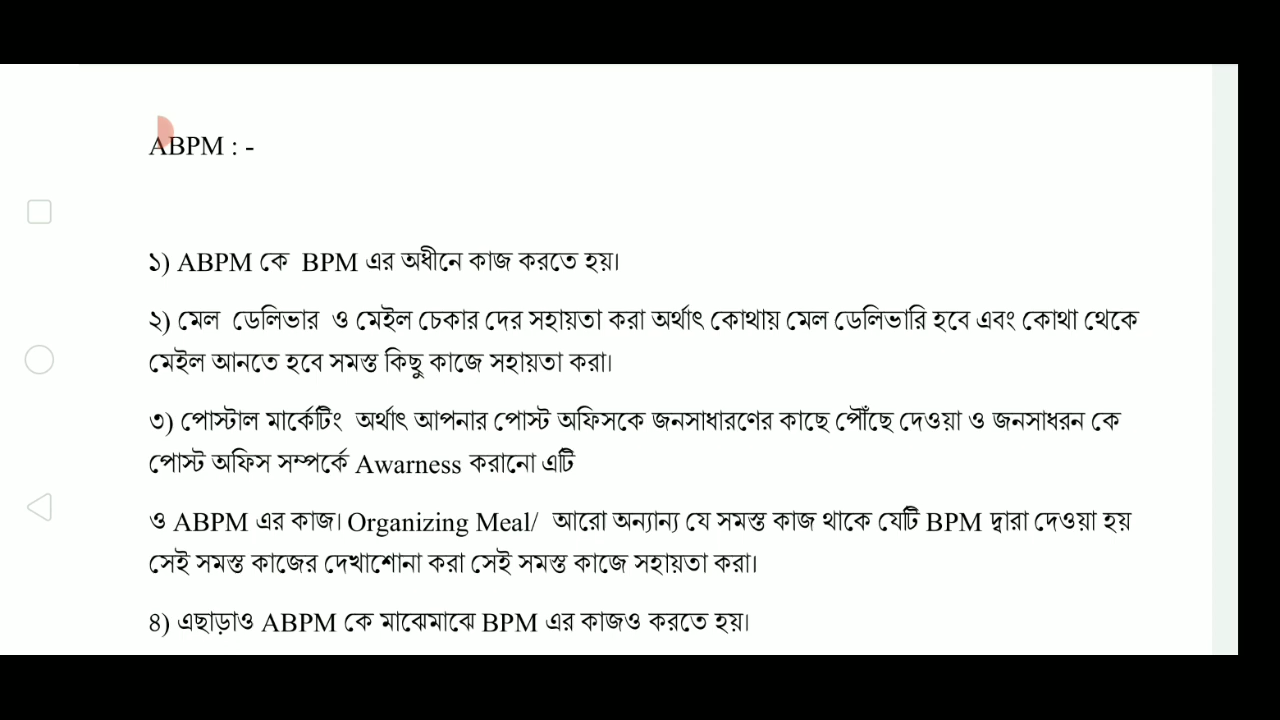 ABPM : -
১) ABPM কে BPM এর অধীনে কাজ করতে হয়।
২) মেল ডেলিভার ও মেইল চেকার দের সহায়তা করা অর্থাৎ কোথায় মেল ডেলিভারি হবে এবং কোথা থেকে
মেইল আনতে হবে সমস্ত কিছু কাজে সহায়তা করা।
৩) পোস্টাল মার্কেটিং অর্থাৎ আপনার পোস্ট অফিসকে জনসাধারণের কাছে পৌঁছে দেওয়া ও জনসাধরন কে
পোস্ট অফিস সম্পর্কে Awarness করানো এটি
ও ABPM এর কাজ। Organizing Meal/ আরো অন্যান্য যে সমস্ত কাজ থাকে যেটি BPM দ্বারা দেওয়া হয়
সেই সমস্ত কাজের দেখাশোনা করা সেই সমস্ত কাজে সহায়তা করা।
৪) এছাড়াও ABPM কে মাঝেমাঝে BPM এর কাজও করতে হয়।